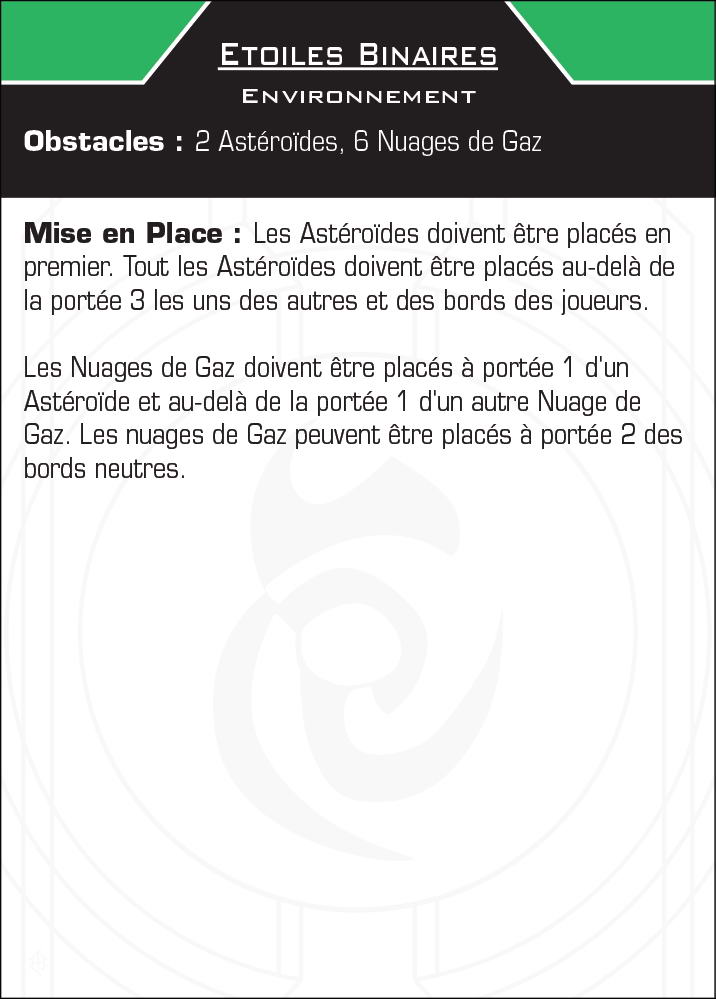 Etoiles Binaires
Environnement
Obstacles : 2 Astéroïdes, 6 Nuages de Gaz
Mise en Place : Les Astéroïdes doivent être placés en
premier. Tout les Astéroïdes doivent être placés au-delà de
la portée 3 les uns des autres et des bords des joueurs.
Les Nuages de Gaz doivent être placés à portée 1 d'un
Astéroïde et au-delà de la portée 1 d'un autre Nuage de
Gaz. Les nuages de Gaz peuvent être placés à portée 2 des
bords neutres.